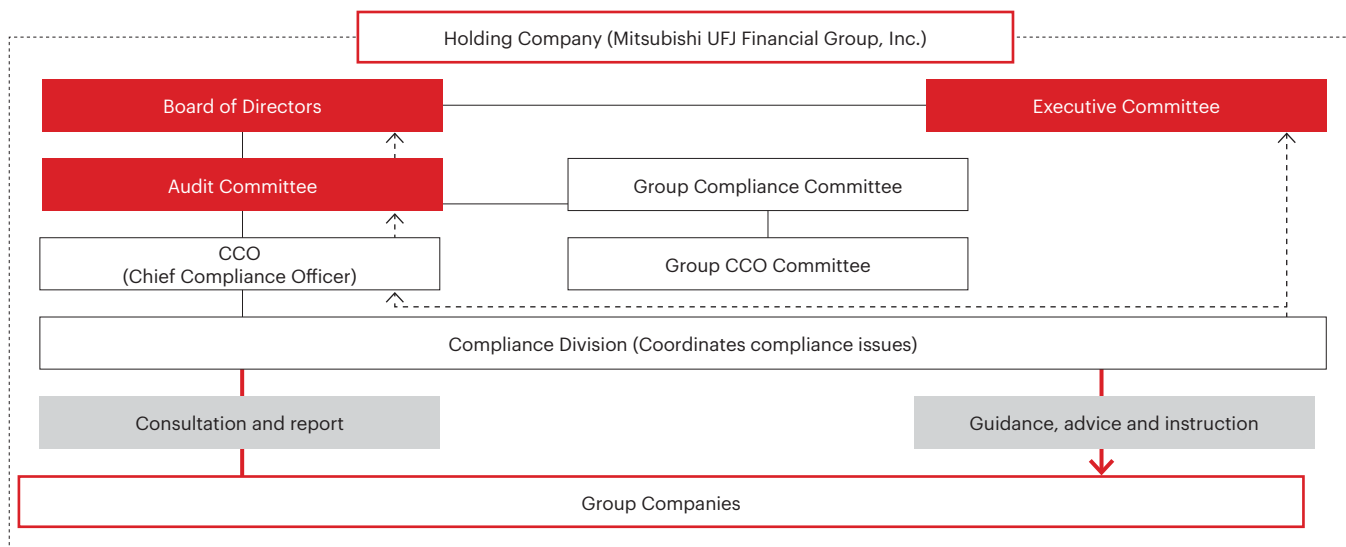 Holding Company (Mitsubishi UFJ Financial Group, Inc.)
Board of Directors
Executive Committee
Audit Committee
Group Compliance Committee
CCO
(Chief Compliance Officer)
Group CCO Committee
Compliance Division (Coordinates compliance issues)
Consultation and report
Guidance, advice and instruction
Group Companies